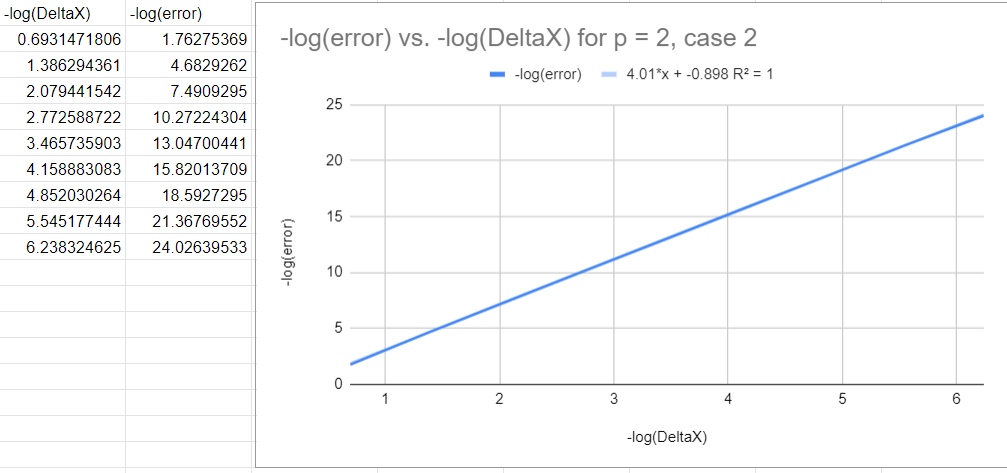 -log(DeltaX) -log(error)
0.6931471806 1.76275369
1.386294361 4.6829262
2.079441542 7.4909295
2.772588722 10.27224304
3.465735903 13.04700441
4.158883083 15.82013709
4.852030264 18.5927295
5.545177444 21.36769552
6.238324625 24.02639533
-log(error) vs. -log(DeltaX) for p = 2, case 2
-log(error) 4.01*x + -0.898 R² = 1
25
20
15
10
5
0
-log(error)
1 2 3 4 5 6
-log(DeltaX)